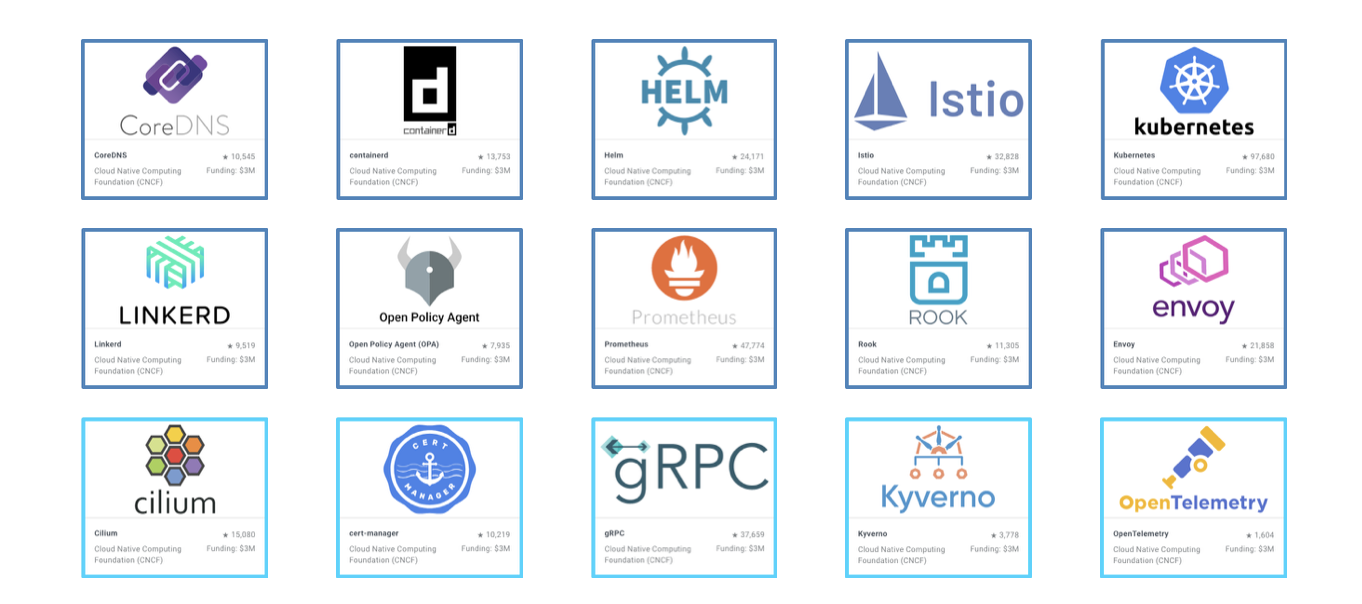 CoreDNS
CoreDNS ★ 10,545
Cloud Native Computing Funding: $3M
Foundation (CNCF)
d
containerd
containerd ★ 13,753
Cloud Native Computing Funding: $3M
Foundation (CNCF)
HELM
Helm ★ 24,171
Cloud Native Computing Funding: $3M
Foundation (CNCF)
Istio
Istio ★ 32,828
Cloud Native Computing Funding: $3M
Foundation (CNCF)
kubernetes
Kubernetes ★ 97,680
Cloud Native Computing Funding: $3M
Foundation (CNCF)
LINKERD
Linkerd ★ 9,519
Cloud Native Computing Funding: $3M
Foundation (CNCF)
Open Policy Agent
Open Policy Agent (OPA) ★ 7,935
Cloud Native Computing Funding: $3M
Foundation (CNCF)
Prometheus
Prometheus ★ 47,774
Cloud Native Computing Funding: $3M
Foundation (CNCF)
ROOK
Rook ★ 11,305
Cloud Native Computing Funding: $3M
Foundation (CNCF)
envoy
Envoy ★ 21,858
Cloud Native Computing Funding: $3M
Foundation (CNCF)
cilium
Cilium ★ 15,080
Cloud Native Computing Funding: $3M
Foundation (CNCF)
CERT
MANAGER
cert-manager ★ 10,219
Cloud Native Computing Funding: $3M
Foundation (CNCF)
gRPC
gRPC ★ 37,659
Cloud Native Computing Funding: $3M
Foundation (CNCF)
Kyverno
Kyverno ★ 3,778
Cloud Native Computing Funding: $3M
Foundation (CNCF)
OpenTelemetry
OpenTelemetry ★ 1,604
Cloud Native Computing Funding: $3M
Foundation (CNCF)